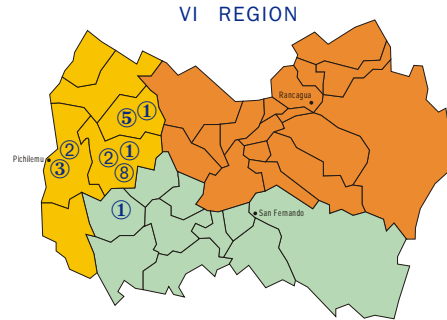 VI REGION
Rancagua
5 1
Pichilemu
2
3
2 1
8
1
San Fernando